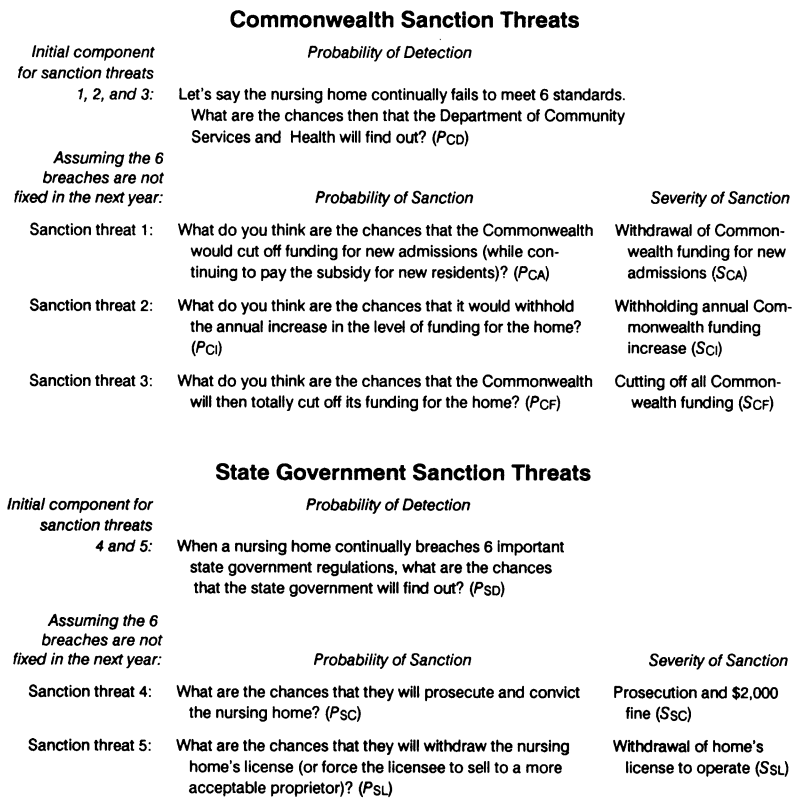 Commonwealth Sanction Threats
Initial component Probability of Detection
for sanction threats
1, 2, and 3: Let's say the nursing home continually fails to meet 6 standards.
What are the chances then that the Department of Community
Services and Health will find out? (PCD)
Assuming the 6
breaches are not
fixed in the next year: Probability of Sanction Severity of Sanction
Sanction threat 1: What do you think are the chances that the Commonwealth Withdrawal of Common-
would cut off funding for new admissions (while con- wealth funding for new
tinuing to pay the subsidy for new residents)? (PCA) admissions (SCA)
Sanction threat 2: What do you think are the chances that it would withhold Withholding annual Com-
the annual increase in the level of funding for the home? monwealth funding
(PCI) increase (SCI)
Sanction threat 3: What do you think are the chances that the Commonwealth Cutting off all Common-
will then totally cut off its funding for the home? (PCF) wealth funding (SCF)
State Government Sanction Threats
Initial component for Probability of Detection
sanction threats
4 and 5: When a nursing home continually breaches 6 important
state government regulations, what are the chances
that the state government will find out? (PSD)
Assuming the 6
breaches are not
fixed in the next year: Probability of Sanction Severity of Sanction
Sanction threat 4: What are the chances that they will prosecute and convict Prosecution and $2,000
the nursing home? (PSC) fine (SSC)
Sanction threat 5: What are the chances that they will withdraw the nursing Withdrawal of home's
home's license (or force the licensee to sell to a more license to operate (SSL)
acceptable proprietor)? (PSL)